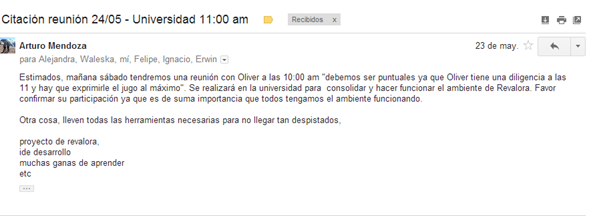 Citación reunión 24/05 - Universidad 11:00 am
Recibidos x
Arturo Mendoza
23 de may.
para Alejandra, Waleska, mí, Felipe, Ignacio, Erwin
Estimados, mañana sábado tendremos una reunión con Oliver a las 10:00 am "debemos ser puntuales ya que Oliver tiene una diligencia a las
11 y hay que exprimirle el jugo al máximo". Se realizará en la universidad para consolidar y hacer funcionar el ambiente de Revalora. Favor
confirmar su participación ya que es de suma importancia que todos tengamos el ambiente funcionando.
Otra cosa, lleven todas las herramientas necesarias para no llegar tan despistados,
proyecto de revalora,
ide desarrollo
muchas ganas de aprender
etc